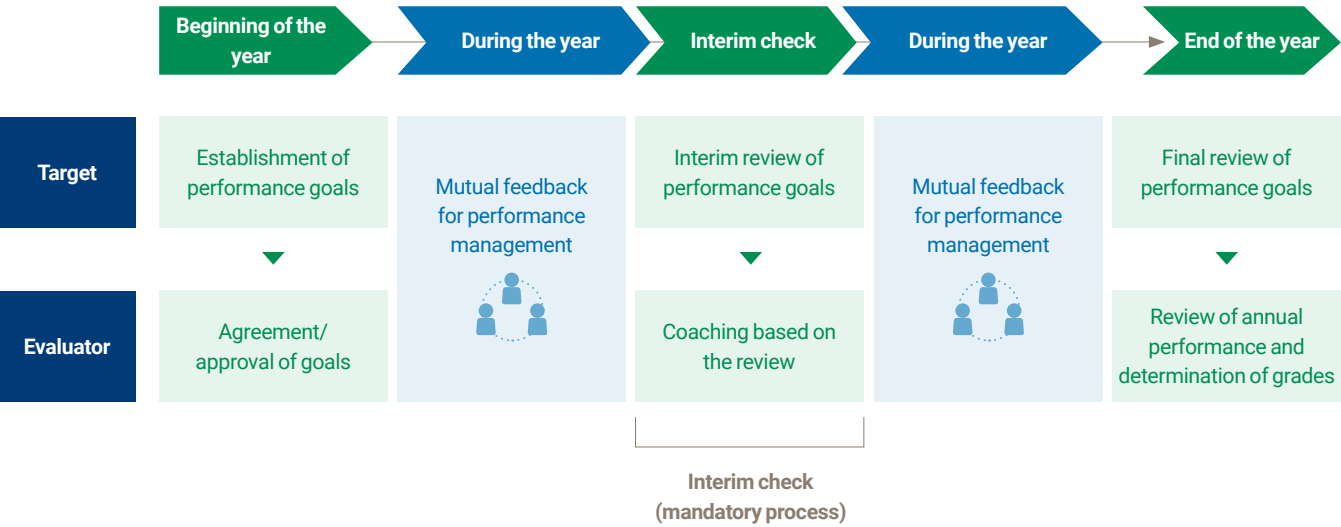 Beginning of the
year
During the year
Interim check
During the year
End of the year
Target
Establishment of
performance goals
Mutual feedback
for performance
management
Interim review of
performance goals
Mutual feedback
for performance
management
Final review of
performance goals
Evaluator
Agreement/
approval of goals
Coaching based on
the review
Review of annual
performance and
determination of grades
Interim check
(mandatory process)